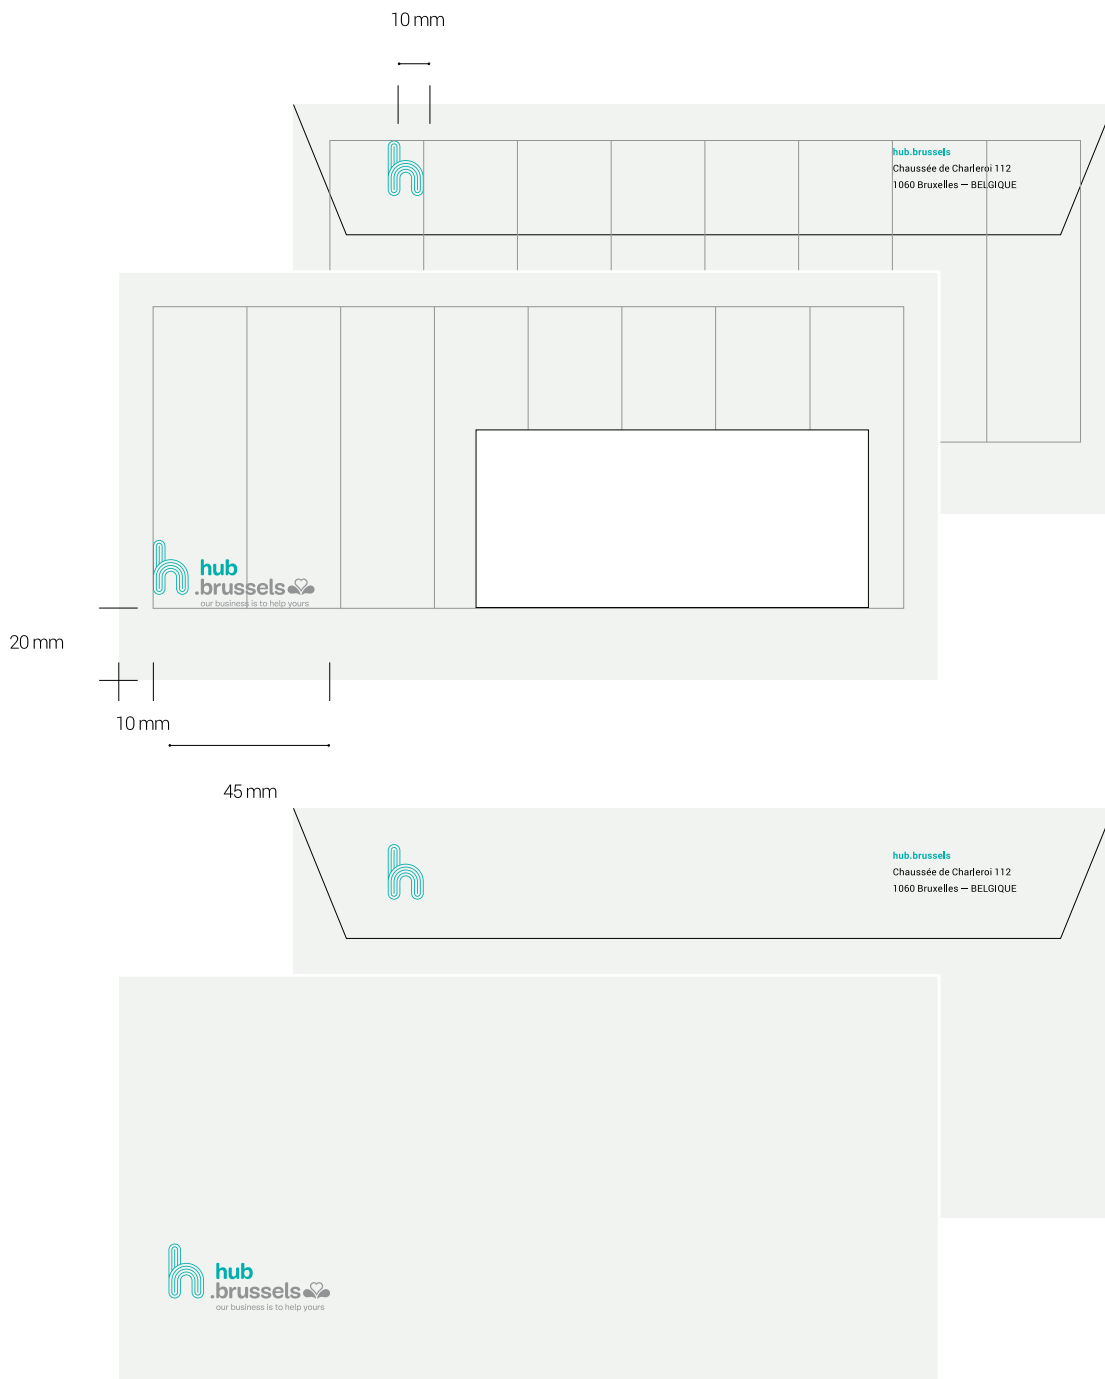 10 mm
hub.brussels
Chaussée de Charleroi 112
1060 Bruxelles — BELGIQUE
hub
.brussels
our business is to help yours
20 mm
10 mm
45 mm
hub.brussels
Chaussée de Charleroi 112
1060 Bruxelles — BELGIQUE
hub
.brussels
our business is to help yours